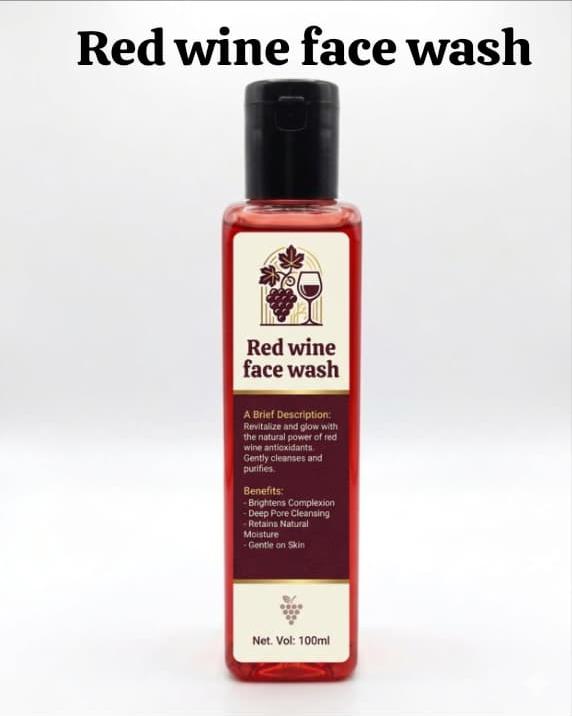 Red wine face wash
Red wine
face wash
A Brief Description:
Revitalize and glow with
the natural power of red
wine antioxidants.
Gently cleanses and
purifies.
Benefits:
- Brightens Complexion
- Deep Pore Cleansing
- Retains Natural
Moisture
- Gentle on Skin
Net. Vol: 100ml